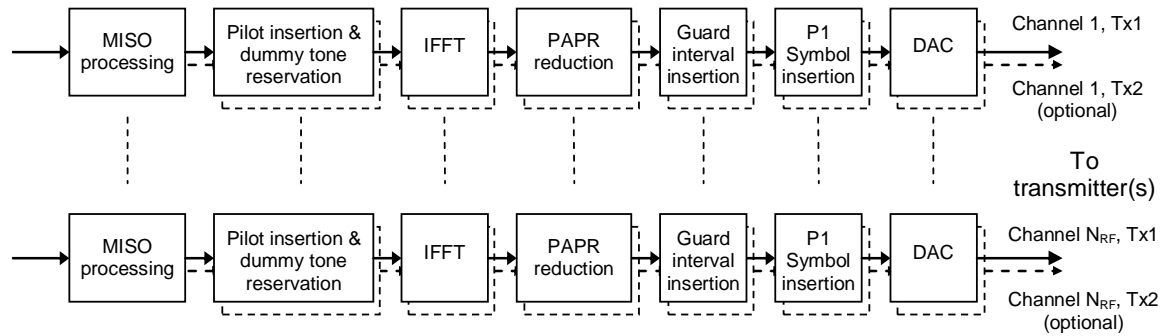 MISO
processing
Pilot insertion &
dummy tone
reservation
IFFT
PAPR
reduction
Guard
interval
insertion
P1
Symbol
insertion
DAC
Channel 1, Tx1
Channel 1, Tx2
(optional)
To
transmitter(s)
MISO
processing
Pilot insertion &
dummy tone
reservation
IFFT
PAPR
reduction
Guard
interval
insertion
P1
Symbol
insertion
DAC
Channel NRF, Tx1
Channel NRF, Tx2
(optional)